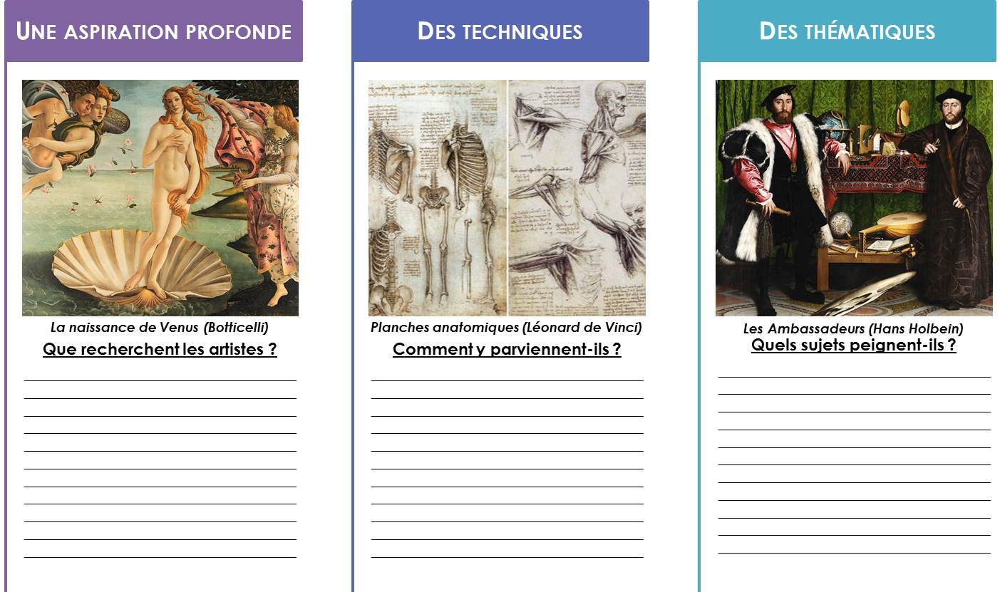 UNE ASPIRATION PROFONDE
La naissance de Venus (Botticelli)
Que recherchent les artistes ?
DES TECHNIQUES
Planches anatomiques (Léonard de Vinci)
Comment y parviennent-ils ?
DES THÉMATIQUES
Les Ambassadeurs (Hans Holbein)
Quels sujets peignent-ils ?